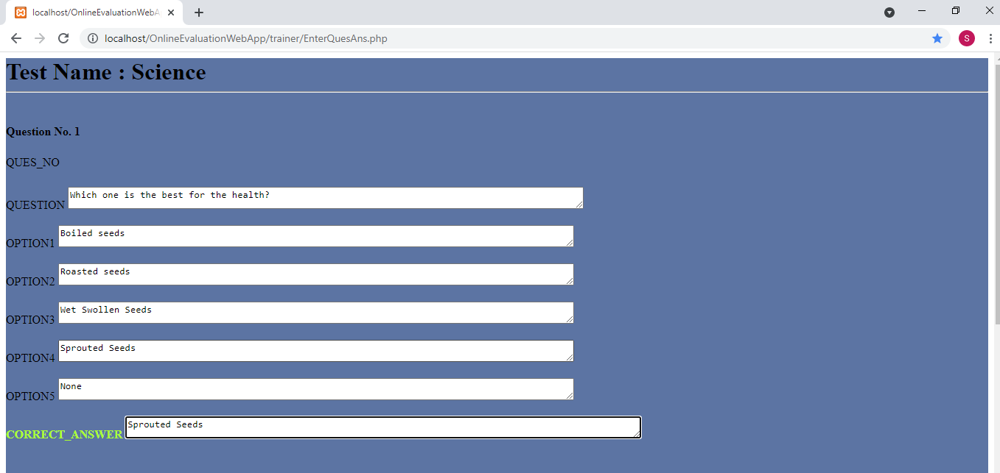 localhost/OnlineEvaluationWebA
localhost/OnlineEvaluationWebApp/trainer/EnterQuesAns.php
S
Test Name : Science
Question No. 1
QUES_NO
QUESTION Which one is the best for the health?
OPTION1 Boiled seeds
OPTION2 Roasted seeds
OPTION3 Wet Swollen Seeds
OPTION4 Sprouted Seeds
OPTION5 None
CORRECT_ANSWER Sprouted Seeds